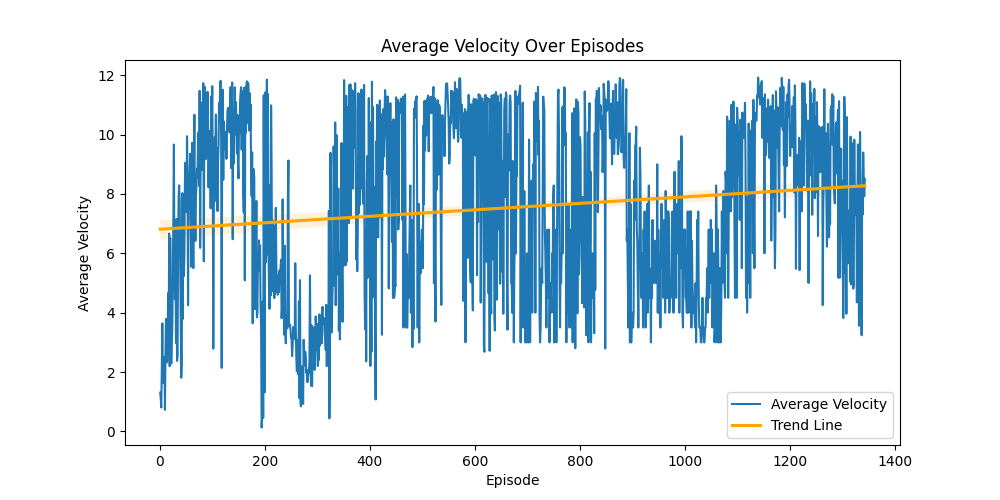 Average Velocity Over Episodes
Average Velocity
12
10
8
6
4
2
0
0 200 400 600 800 1000 1200 1400
Episode
Average Velocity
Trend Line